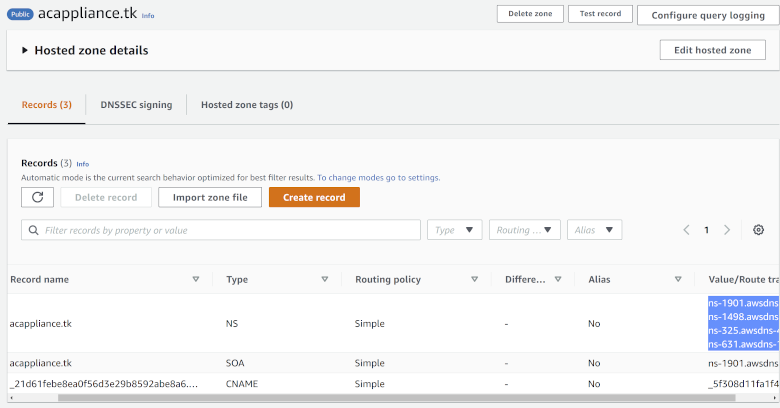 Public acappliance.tk Info
Delete zone Test record Configure query logging
Hosted zone details
Edit hosted zone
Records (3) DNSSEC signing Hosted zone tags (0)
Records (3) Info
Automatic mode is the current search behavior optimized for best filter results. To change modes go to settings.
Delete record Import zone file Create record
Filter records by property or value Type Routing ... Alias 1
Record name Type Routing policy Differe... Alias Value/Route tra
ns-1901.awsdns
ns-1498.awsdns
acappliance.tk NS Simple - No
ns-325.awsdns-
ns-631.awsdns-
acappliance.tk SOA Simple - No ns-1901.awsdns
_21d61febe8ea0f56d3e29b8592abe8a6.... CNAME Simple - No _5f308d11fa1f4